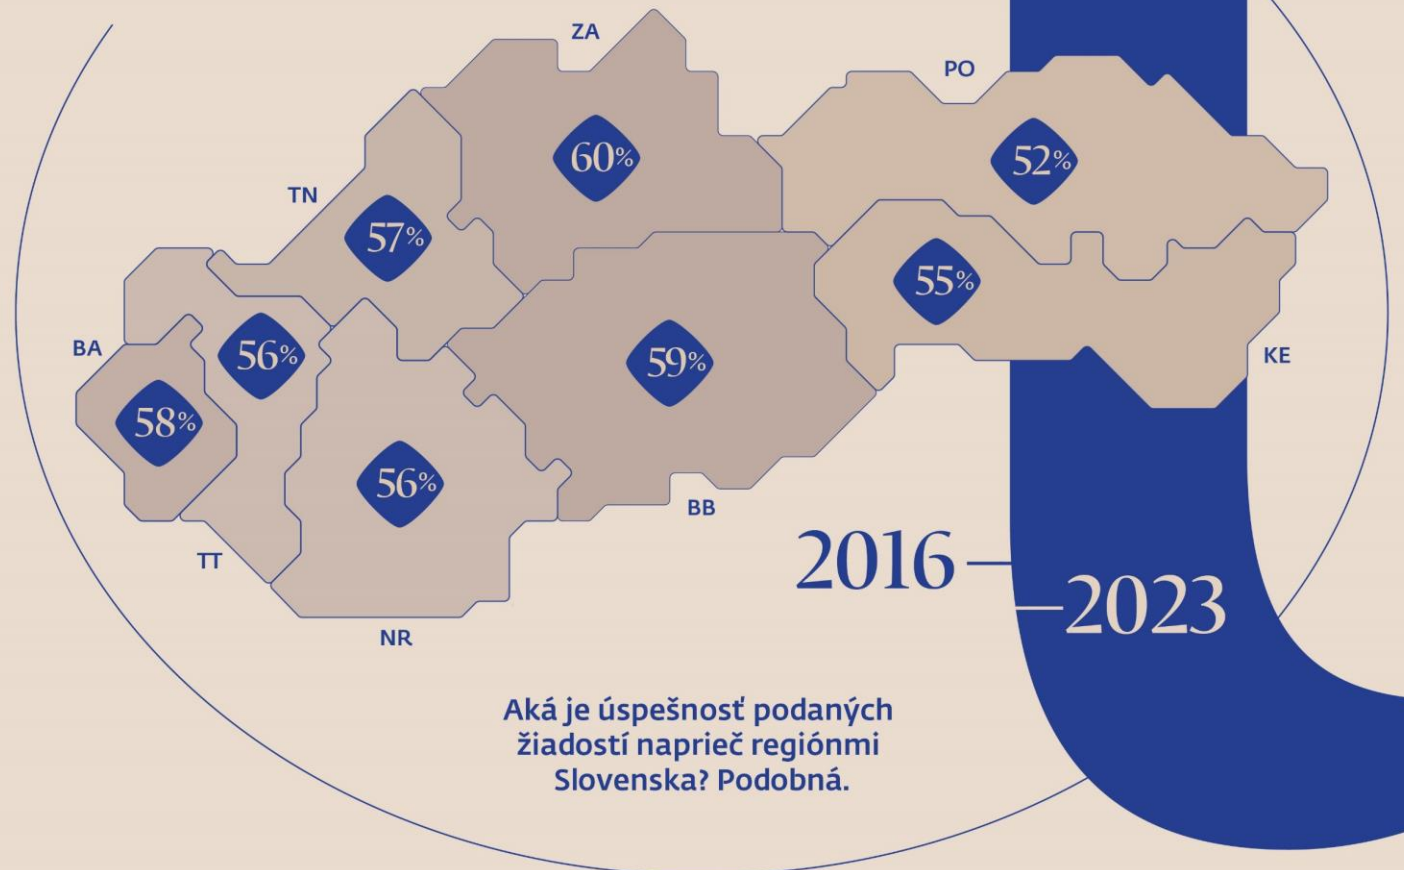 ZA
PO
60%
52%
TN
57%
55%
BA
56%
59%
KE
58%
56%
BB
TT
2016
2023
NR
Aká je úspešnosť podaných
žiadostí naprieč regiónmi
Slovenska? Podobná.